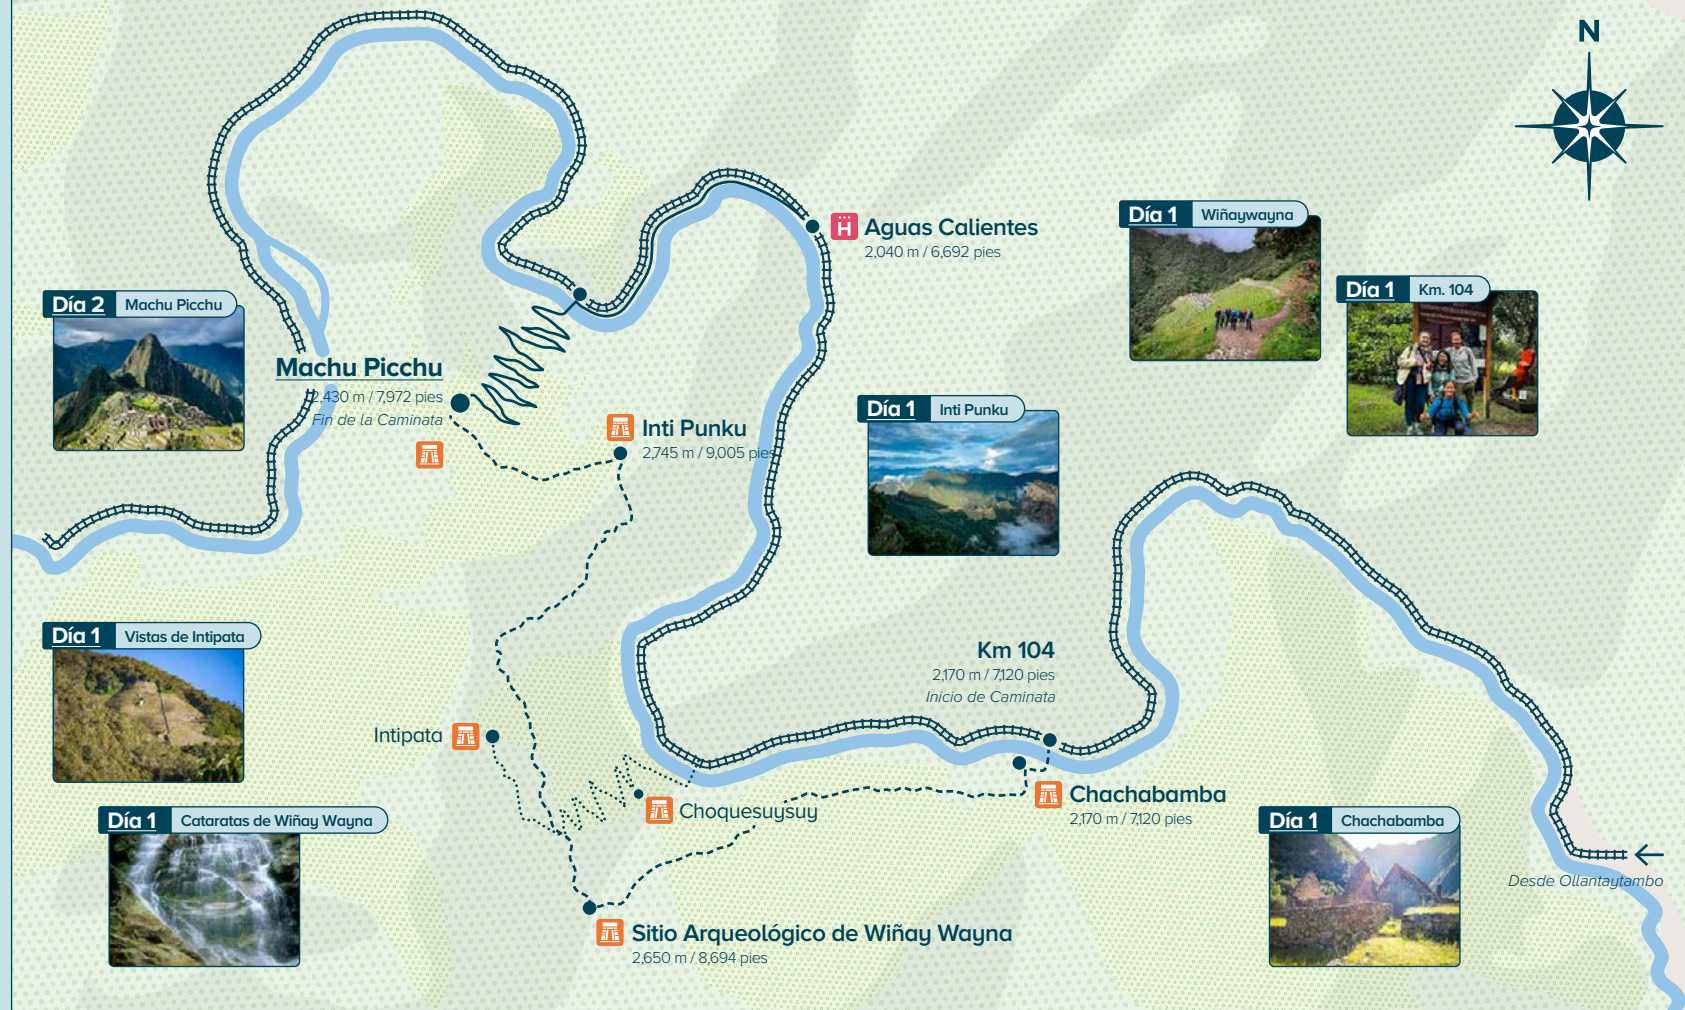 N
Aguas Calientes
2,040 m / 6,692 pies
Día 1 Wiñaywayna
Día 1 Km. 104
Día 2 Machu Picchu
Machu Picchu
2,430 m / 7,972 pies
Fin de la Caminata
Inti Punku
2,745 m / 9,005 pies
Día 1 Inti Punku
Km 104
2,170 m / 7,120 pies
Inicio de Caminata
Día 1 Vistas de Intipata
Intipata
Choquesuysuy
Chachabamba
2,170 m / 7,120 pies
Día 1 Cataratas de Wiñay Wayna
Día 1 Chachabamba
Desde Ollantaytambo
Sitio Arqueológico de Wiñay Wayna
2,650 m / 8,694 pies
H